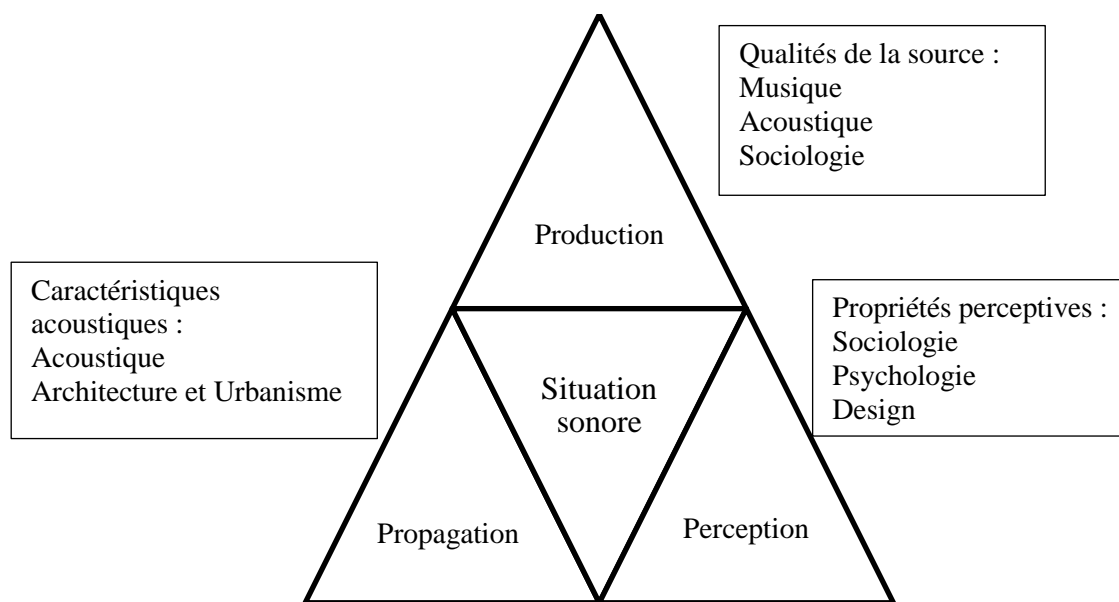 Qualités de la source :
Musique
Acoustique
Sociologie
Production
Caractéristiques
acoustiques :
Acoustique
Architecture et Urbanisme
Propriétés perceptives :
Sociologie
Psychologie
Design
Situation
sonore
Propagation
Perception